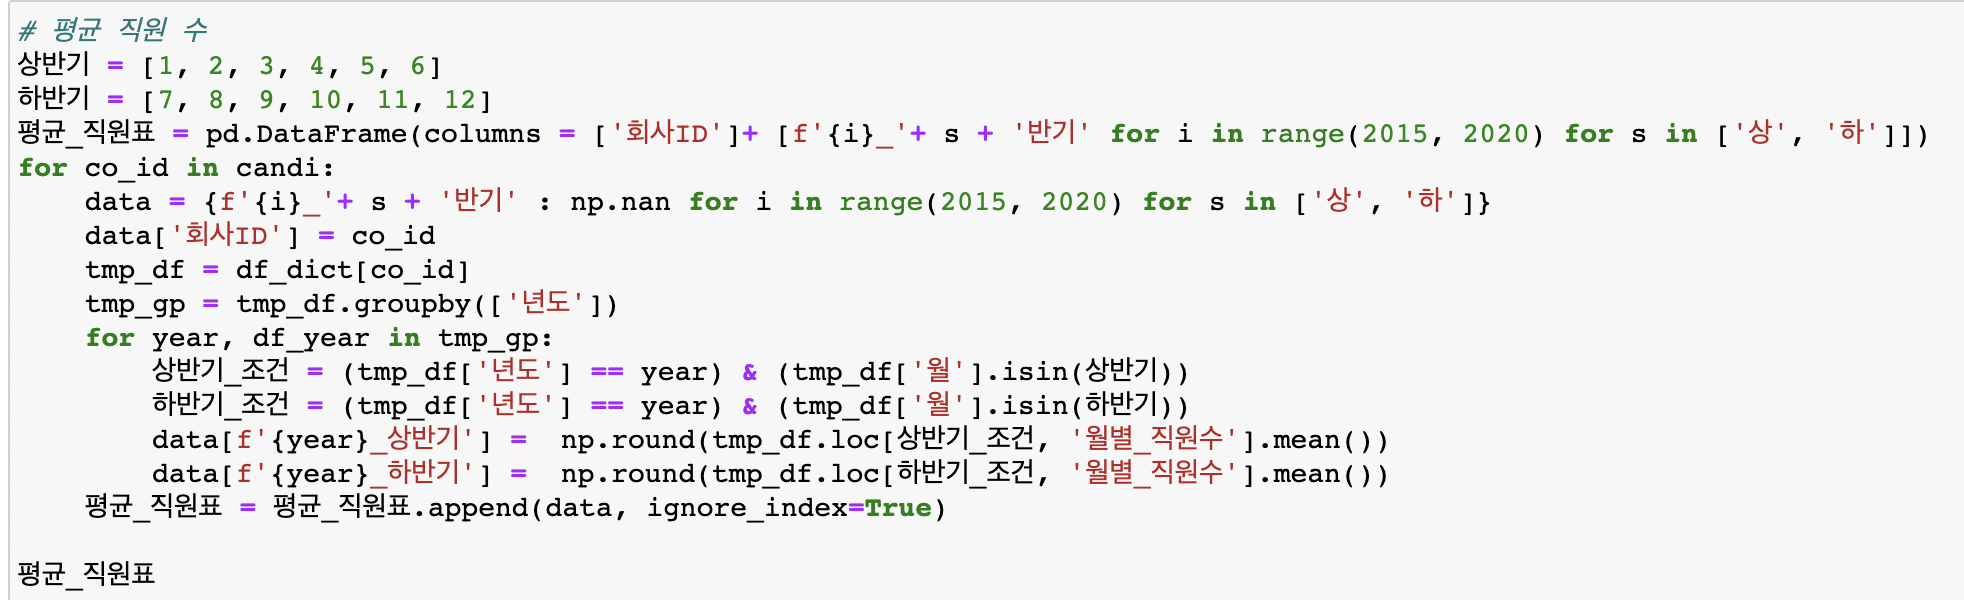 # 평균 직원 수
상반기 = [1, 2, 3, 4, 5, 6]
하반기 = [7, 8, 9, 10, 11, 12]
평균_직원표 = pd.DataFrame(columns = ['회사ID']+ [f'{i}_'+ s + '반기' for i in range(2015, 2020) for s in ['상', '하']])
for co_id in candi:
    data = {f'{i}_'+ s + '반기' : np.nan for i in range(2015, 2020) for s in ['상', '하']}
    data['회사ID'] = co_id
    tmp_df = df_dict[co_id]
    tmp_gp = tmp_df.groupby(['년도'])
    for year, df_year in tmp_gp:
        상반기_조건 = (tmp_df['년도'] == year) & (tmp_df['월'].isin(상반기))
        하반기_조건 = (tmp_df['년도'] == year) & (tmp_df['월'].isin(하반기))
        data[f'{year}_상반기'] =  np.round(tmp_df.loc[상반기_조건, '월별_직원수'].mean())
        data[f'{year}_하반기'] =  np.round(tmp_df.loc[하반기_조건, '월별_직원수'].mean())
    평균_직원표 = 평균_직원표.append(data, ignore_index=True)
평균_직원표